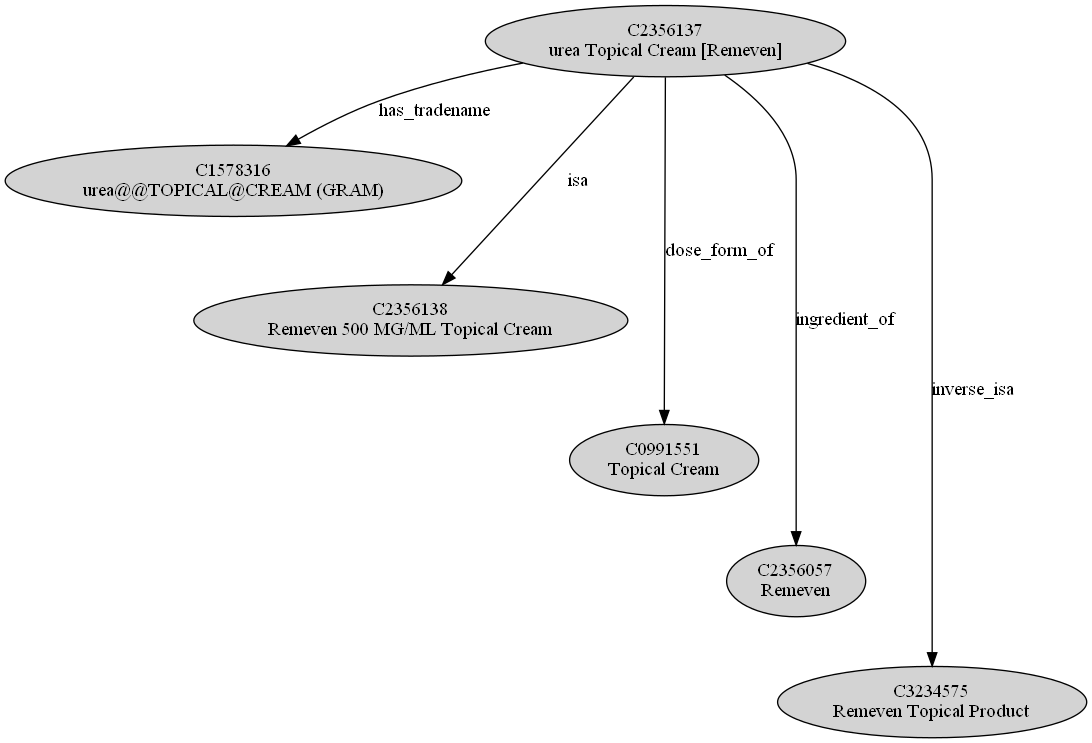 C2356137
urea Topical Cream [Remeven]
has_tradename
C1578316
urea@@TOPICAL@CREAM (GRAM)
isa
dose_form_of
C2356138
Remeven 500 MG/ML Topical Cream
ingredient_of
inverse_isa
C0991551
Topical Cream
C2356057
Remeven
C3234575
Remeven Topical Product